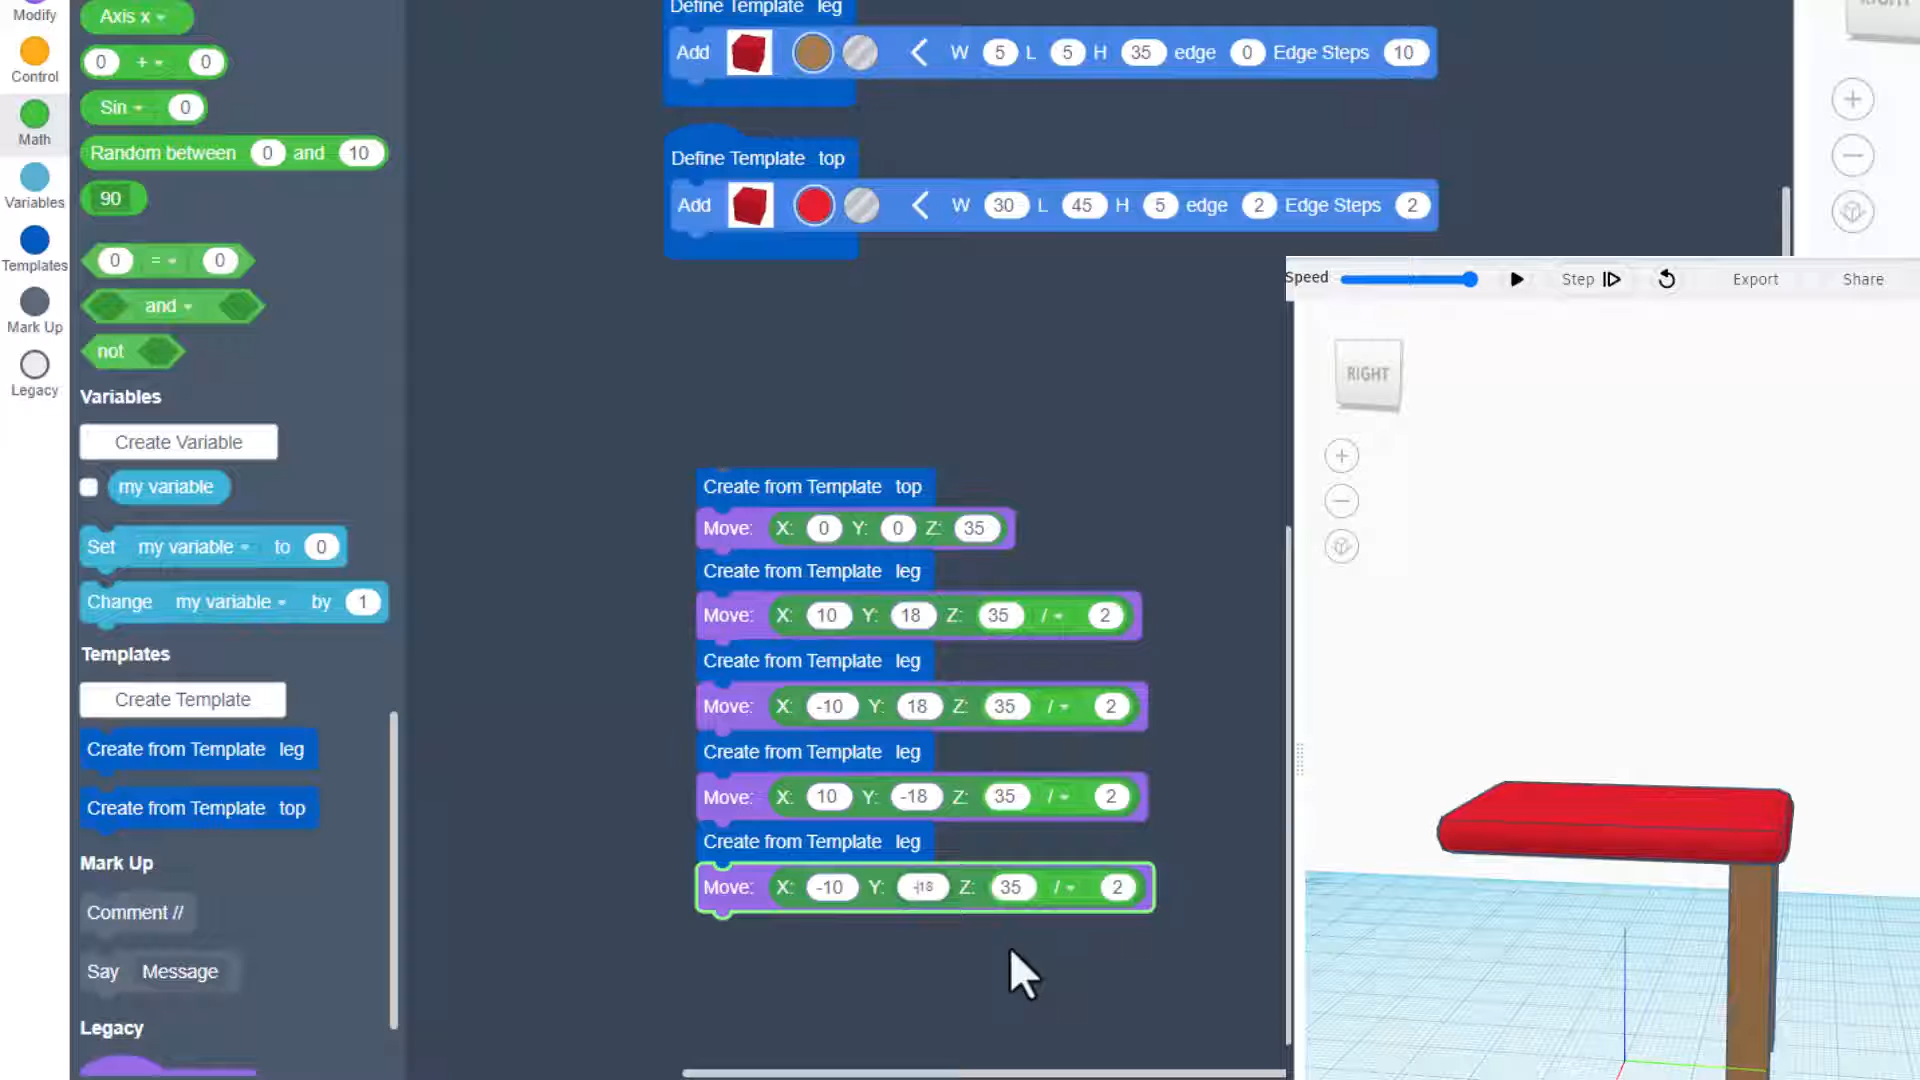 Modify
Control
Math
Variables
Templates
Mark Up
Legacy
Axis x
0 + 0
Sin 0
Random between 0 and 10
90
0 = 0
and
not
Variables
Create Variable
my variable
Set my variable to 0
Change my variable by 1
Templates
Create Template
Create from Template leg
Create from Template top
Mark Up
Comment //
Say Message
Legacy
Define Template leg
Add W 5 L 5 H 35 edge 0 Edge Steps 10
Define Template top
Add W 30 L 45 H 5 edge 2 Edge Steps 2
Create from Template top
Move: X: 0 Y: 0 Z: 35
Create from Template leg
Move: X: 10 Y: 18 Z: 35 / 2
Create from Template leg
Move: X: -10 Y: 18 Z: 35 / 2
Create from Template leg
Move: X: 10 Y: -18 Z: 35 / 2
Create from Template leg
Move: X: -10 Y: -18 Z: 35 / 2
RIGHT
Speed Step Export Share
RIGHT